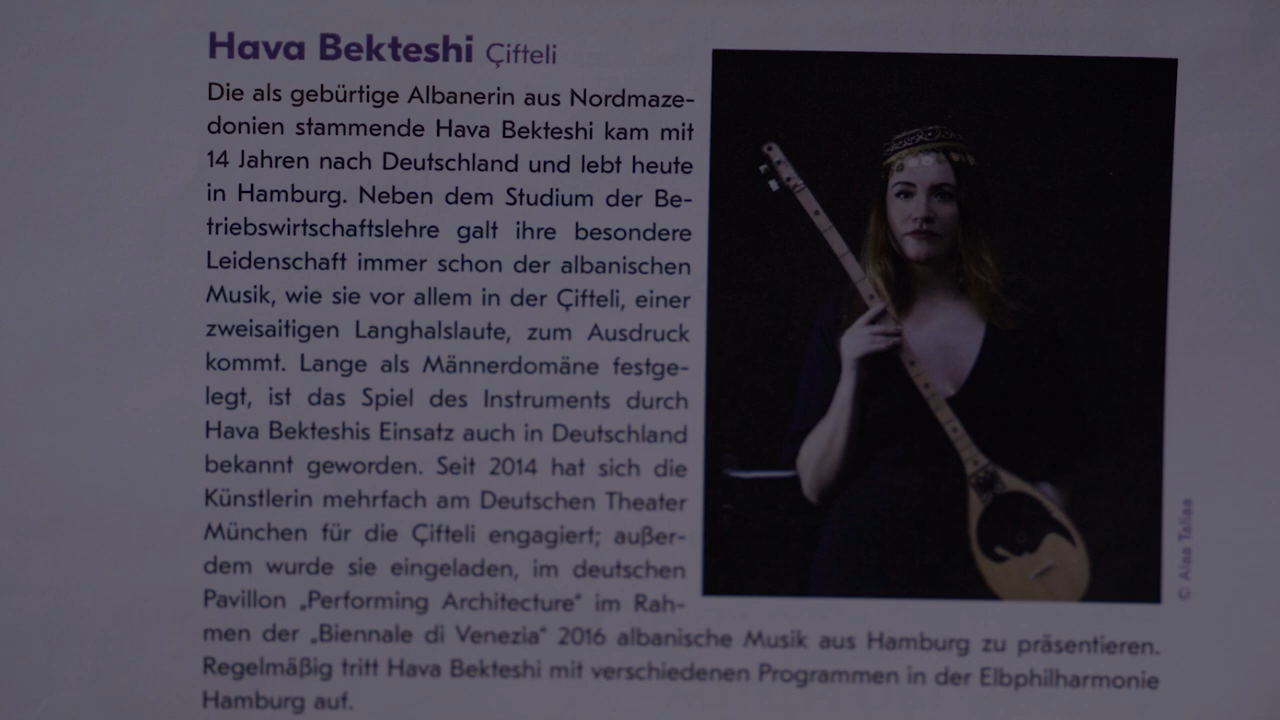 Hava Bekteshi Çifteli
Die als gebürtige Albanerin aus Nordmaze-
donien stammende Hava Bekteshi kam mit
14 Jahren nach Deutschland und lebt heute
in Hamburg. Neben dem Studium der Be-
triebswirtschaftslehre galt ihre besondere
Leidenschaft immer schon der albanischen
Musik, wie sie vor allem in der Çifteli, einer
zweisaitigen Langhalslaute, zum Ausdruck
kommt. Lange als Männerdomäne festge-
legt, ist das Spiel des Instruments durch
Hava Bekteshis Einsatz auch in Deutschland
bekannt geworden. Seit 2014 hat sich die
Künstlerin mehrfach am Deutschen Theater
München für die Çifteli engagiert; außer-
dem wurde sie eingeladen, im deutschen
Pavillon „Performing Architecture“ im Rah-
men der „Biennale di Venezia“ 2016 albanische Musik aus Hamburg zu präsentieren.
Regelmäßig tritt Hava Bekteshi mit verschiedenen Programmen in der Elbphilharmonie
Hamburg auf.
© Alaa Taliaa